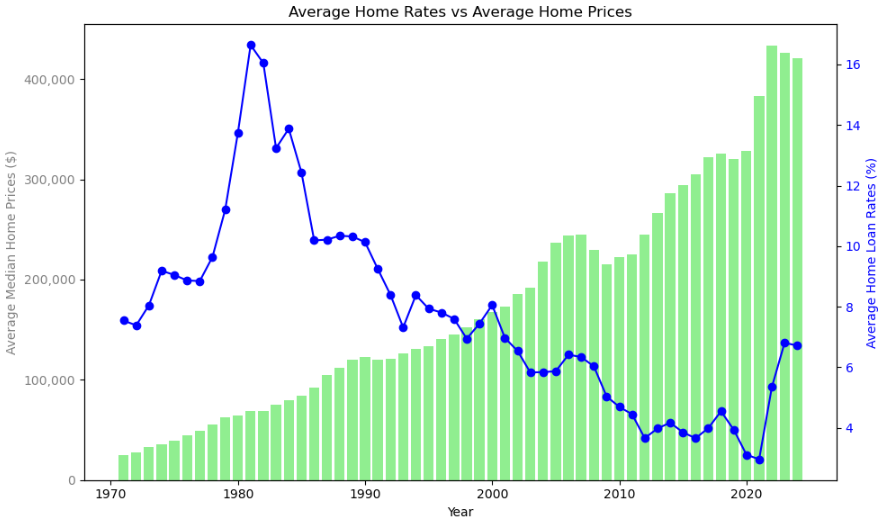 Average Home Rates vs Average Home Prices
Average Median Home Prices ($)
400,000
300,000
200,000
100,000
0
16
14
12
10
8
6
4
Average Home Loan Rates (%)
1970 1980 1990 2000 2010 2020
Year